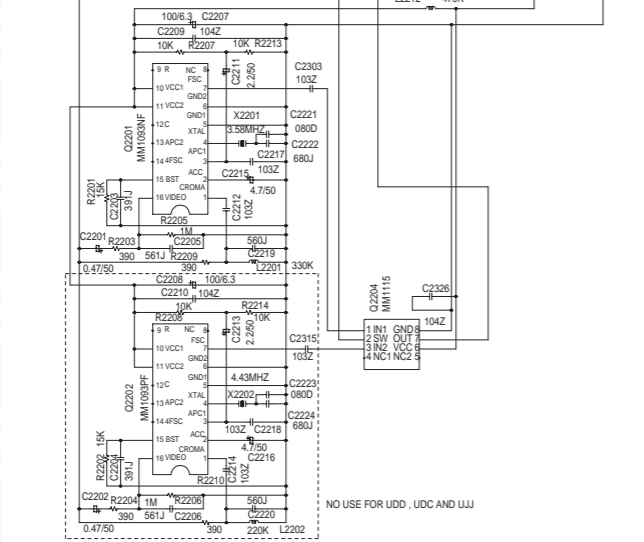 L2212 470K
100/6.3 C2207
C2209 104Z
10K R2207 10K R2213
C2211 2.2/50
C2303
103Z
9 R NC 8
FSC
10 VCC1 7
GND2
11 VCC2 6
GND1
12 C 5
XTAL
13 APC2 4
APC1
14 4FSC 3
ACC
15 BST 2
CROMA
16 VIDEO 1
Q2201
MM1093NF
X2201
3.58MHZ
C2221
080D
C2222
680J
C2217
103Z
C2215
4.7/50
R2201
15K
C2203
391J
C2212
103Z
R2205
1M
C2201
R2203
C2205
560J
390 561J R2209 390
C2219
0.47/50
L2201 330K
C2208 100/6.3
C2210 104Z
10K R2214
R2208 10K
C2213
2.2/50
C2315
103Z
9 R NC 8
FSC
10 VCC1 7
GND2
11 VCC2 6
GND1
12 C 5
XTAL
13 APC2 4
APC1
14 4FSC 3
ACC
15 BST 2
CROMA
16 VIDEO 1
Q2202
MM1093PF
4.43MHZ
X2202
C2223
080D
C2224
680J
103Z C2218
4.7/50
C2216
R2202
15K
C2204
391J
C2214
103Z
R2210
C2202
R2204 1M R2206
560J
390 561J C2206 390
C2220
0.47/50
220K L2202
Q2204
MM1115
C2326
104Z
1 IN1 GND 8
2 SW OUT 7
3 IN2 VCC 6
4 NC1 NC2 5
NO USE FOR UDD , UDC AND UJJ